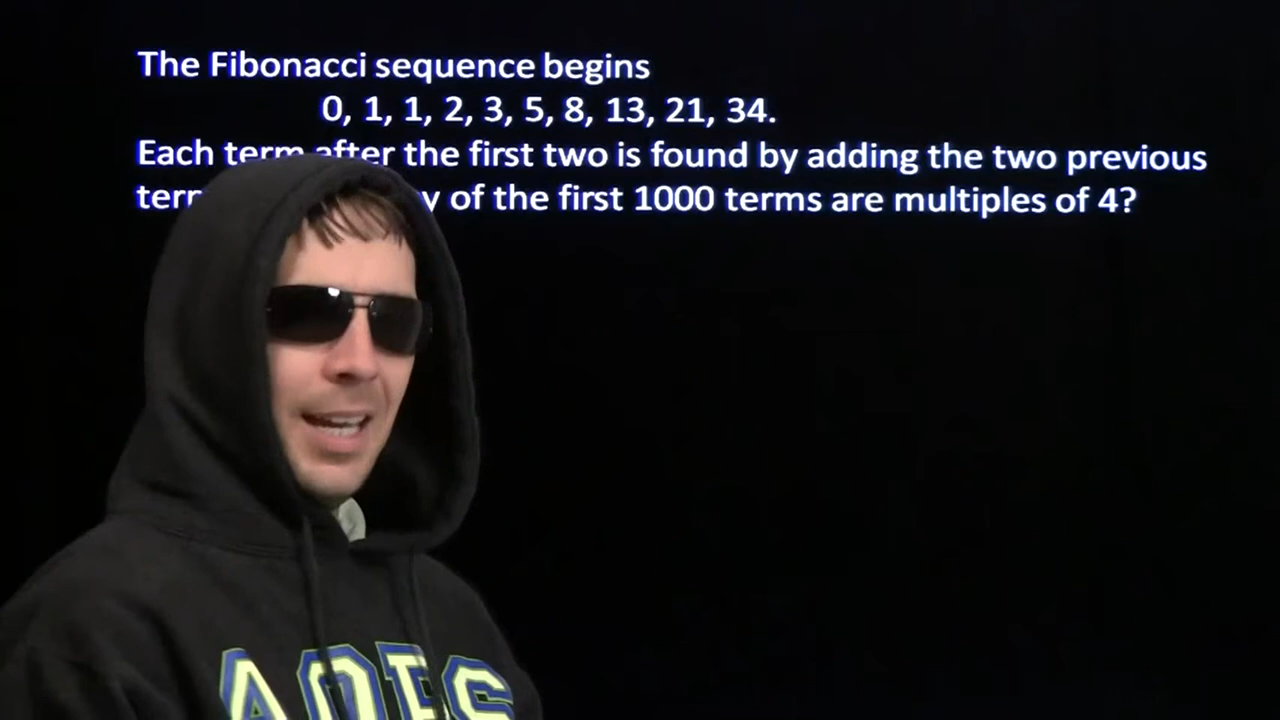 The Fibonacci sequence begins
0, 1, 1, 2, 3, 5, 8, 13, 21, 34.
Each term after the first two is found by adding the two previous
of the first 1000 terms are multiples of 4?
AOPS